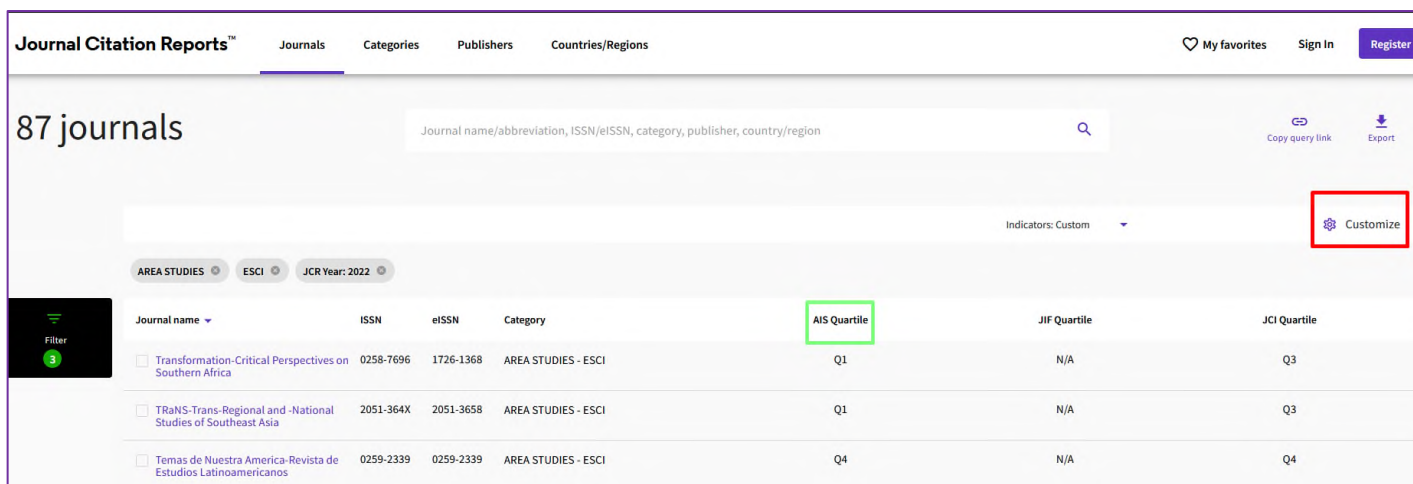 Journal Citation Reports™ Journals Categories Publishers Countries/Regions My favorites Sign In Register
87 journals Journal name/abbreviation, ISSN/eISSN, category, publisher, country/region Copy query link Export
Indicators: Custom Customize
AREA STUDIES ESCI JCR Year: 2022
Filter
3
Journal name ISSN eISSN Category AIS Quartile JIF Quartile JCI Quartile
Transformation-Critical Perspectives on 0258-7696 1726-1368 AREA STUDIES - ESCI Q1 N/A Q3
Southern Africa
TRaNS-Trans-Regional and -National 2051-364X 2051-3658 AREA STUDIES - ESCI Q1 N/A Q3
Studies of Southeast Asia
Temas de Nuestra America-Revista de 0259-2339 0259-2339 AREA STUDIES - ESCI Q4 N/A Q4
Estudios Latinoamericanos